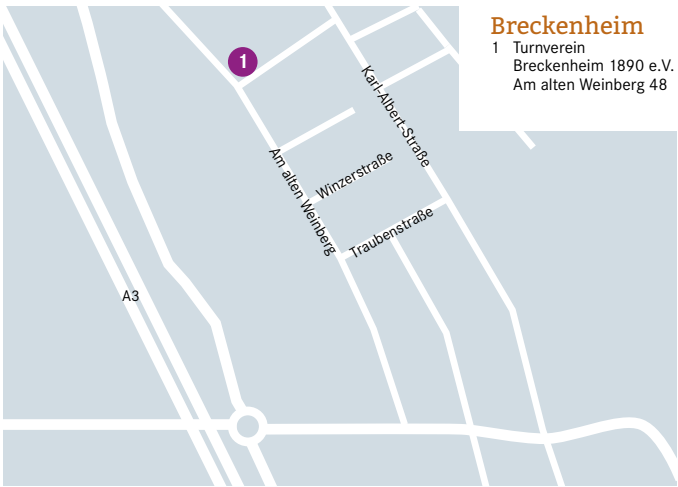 Breckenheim
1 Turnverein
Breckenheim 1890 e.V.
Am alten Weinberg 48
1
Karl-Albert-Straße
Am alten Weinberg
Winzerstraße
Traubenstraße
A3